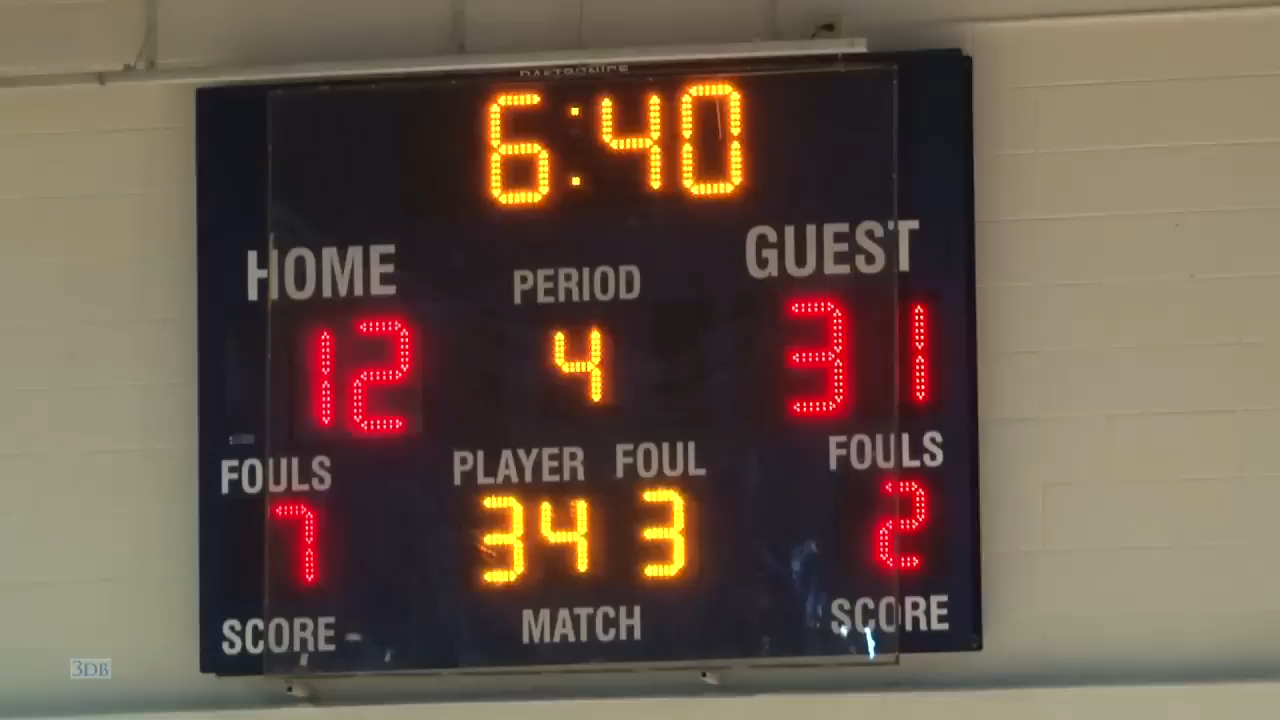 DAKTRONICS
6:40
HOME PERIOD GUEST
12 4 31
FOULS PLAYER FOUL FOULS
7 34 3 2
SCORE MATCH SCORE
3DB